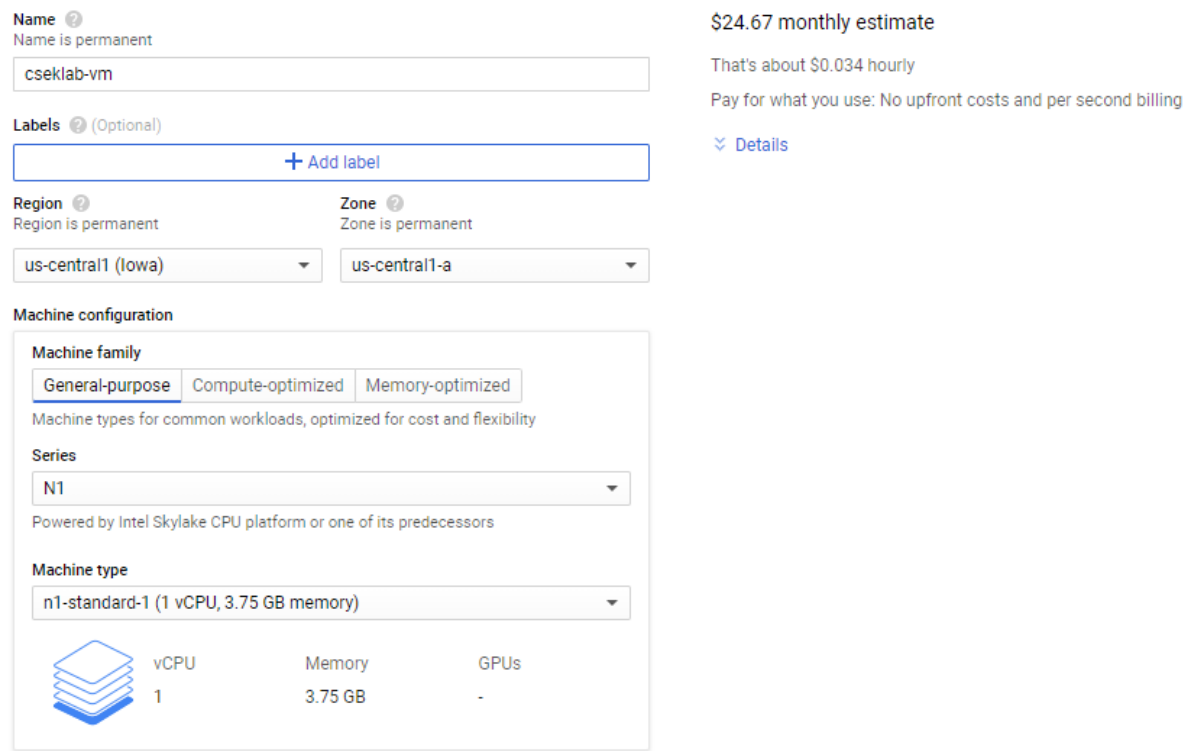 Name
Name is permanent
cseklab-vm
Labels (Optional)
+ Add label
Region
Region is permanent
us-central1 (Iowa)
Zone
Zone is permanent
us-central1-a
Machine configuration
Machine family
General-purpose Compute-optimized Memory-optimized
Machine types for common workloads, optimized for cost and flexibility
Series
N1
Powered by Intel Skylake CPU platform or one of its predecessors
Machine type
n1-standard-1 (1 vCPU, 3.75 GB memory)
vCPU Memory GPUs
1 3.75 GB -
$24.67 monthly estimate
That's about $0.034 hourly
Pay for what you use: No upfront costs and per second billing
Details